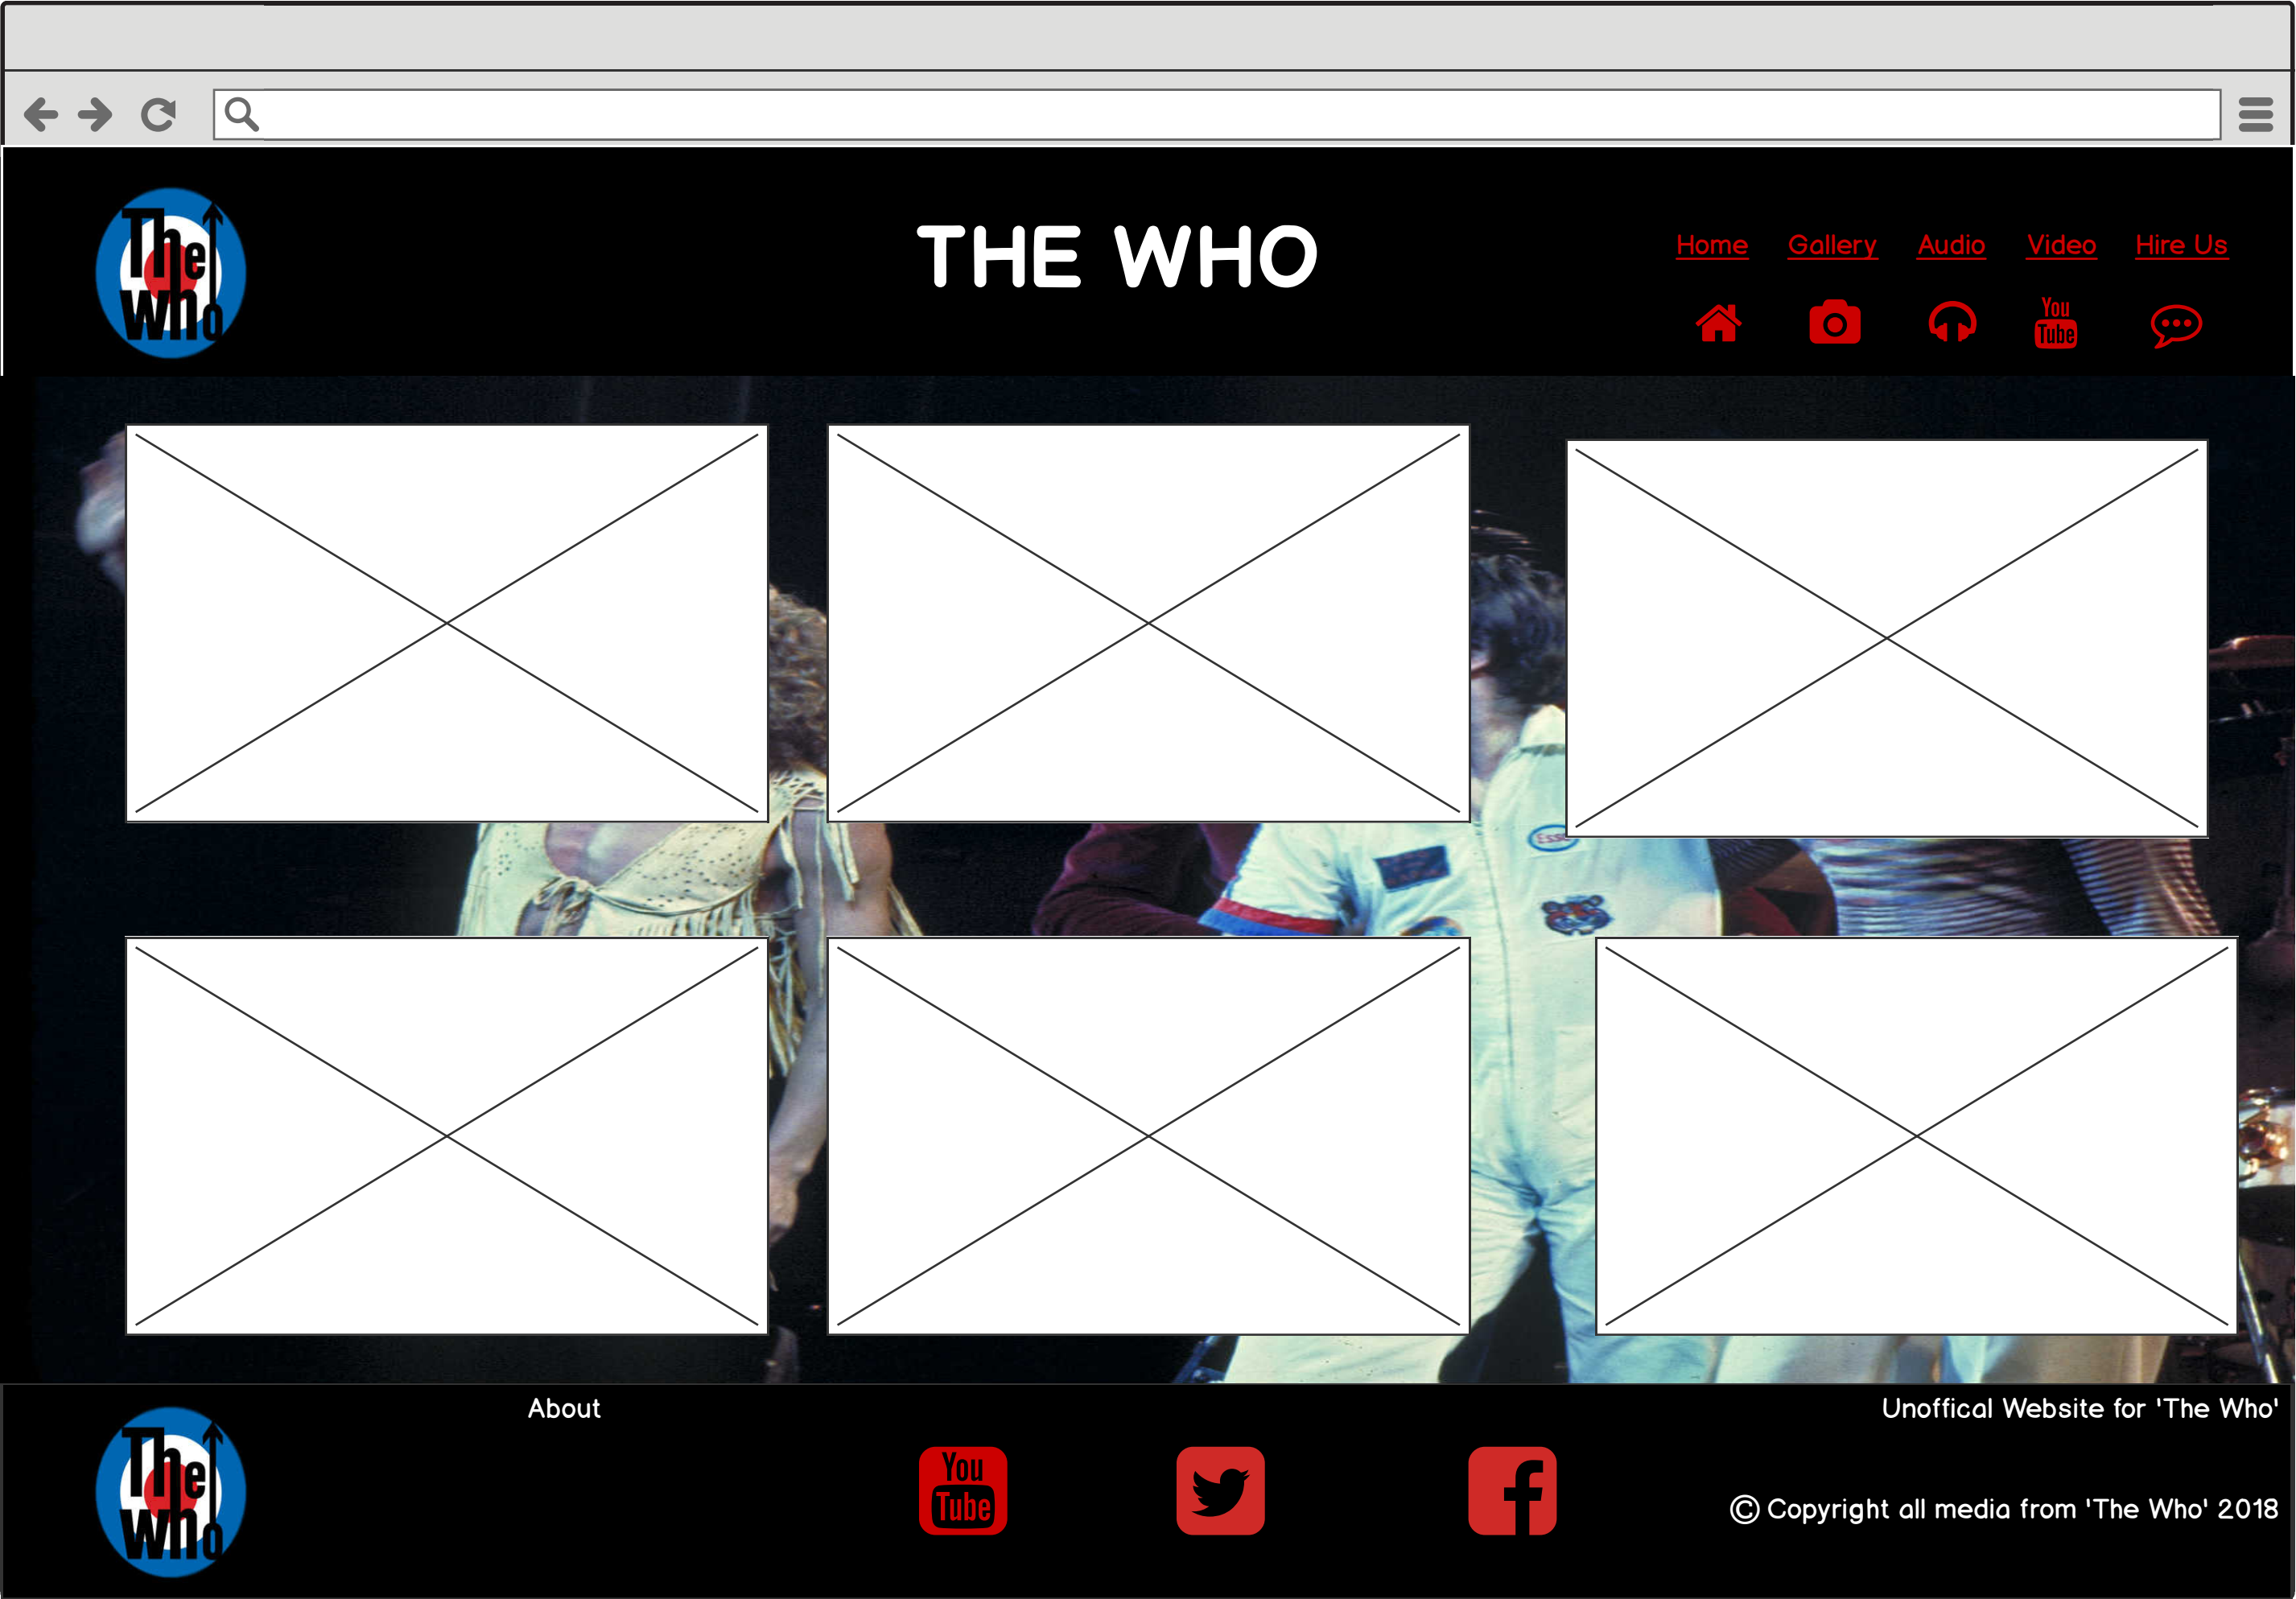 The
Who
THE WHO
Home Gallery Audio Video Hire Us
You
Tube
Esso
About
Unoffical Website for 'The Who'
The
Who
You
Tube
© Copyright all media from 'The Who' 2018